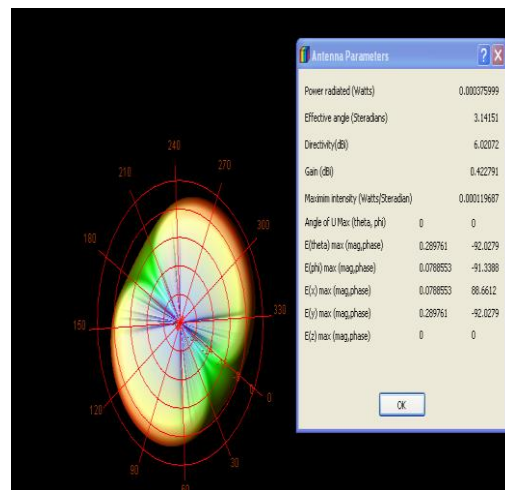 Antenna Parameters
Power radiated (Watts) 0.000375999
Effective angle (Steradians) 3.14151
Directivity(dBi) 6.02072
Gain (dBi) 0.422791
Maximim intensity (Watts/Steradian) 0.000119687
Angle of U Max (theta, phi) 0 0
E(theta) max (mag,phase) 0.289761 -92.0279
E(phi) max (mag,phase) 0.0788553 -91.3388
E(x) max (mag,phase) 0.0788553 88.6612
E(y) max (mag,phase) 0.289761 -92.0279
E(z) max (mag,phase) 0 0
OK
240
210
270
180
300
150
330
120
0
0
90
30
60